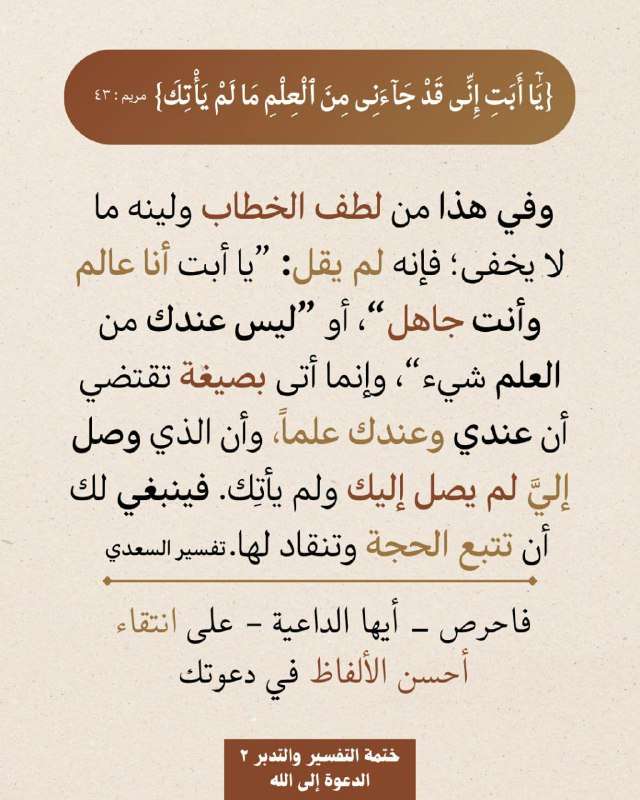 {يَٰٓا أَبَتِ إِنِّى قَدْ جَآءَنِى مِنَ ٱلْعِلْمِ مَا لَمْ يَأْتِكَ} مريم : ٤٣
وفي هذا من لطف الخطاب ولينه ما
لا يخفى؛ فإنه لم يقل: ”يا أبت أنا عالم
وأنت جاهل“، أو ”ليس عندك من
العلم شيء“، وإنما أتى بصيغة تقتضي
أن عندي وعندك علماً، وأن الذي وصل
إليَّ لم يصل إليك ولم يأتِك. فينبغي لك
أن تتبع الحجة وتنقاد لها. تفسير السعدي
فاحرص – أيها الداعية – على انتقاء
أحسن الألفاظ في دعوتك
ختمة التفسير والتدبر ٢
الدعوة إلى الله